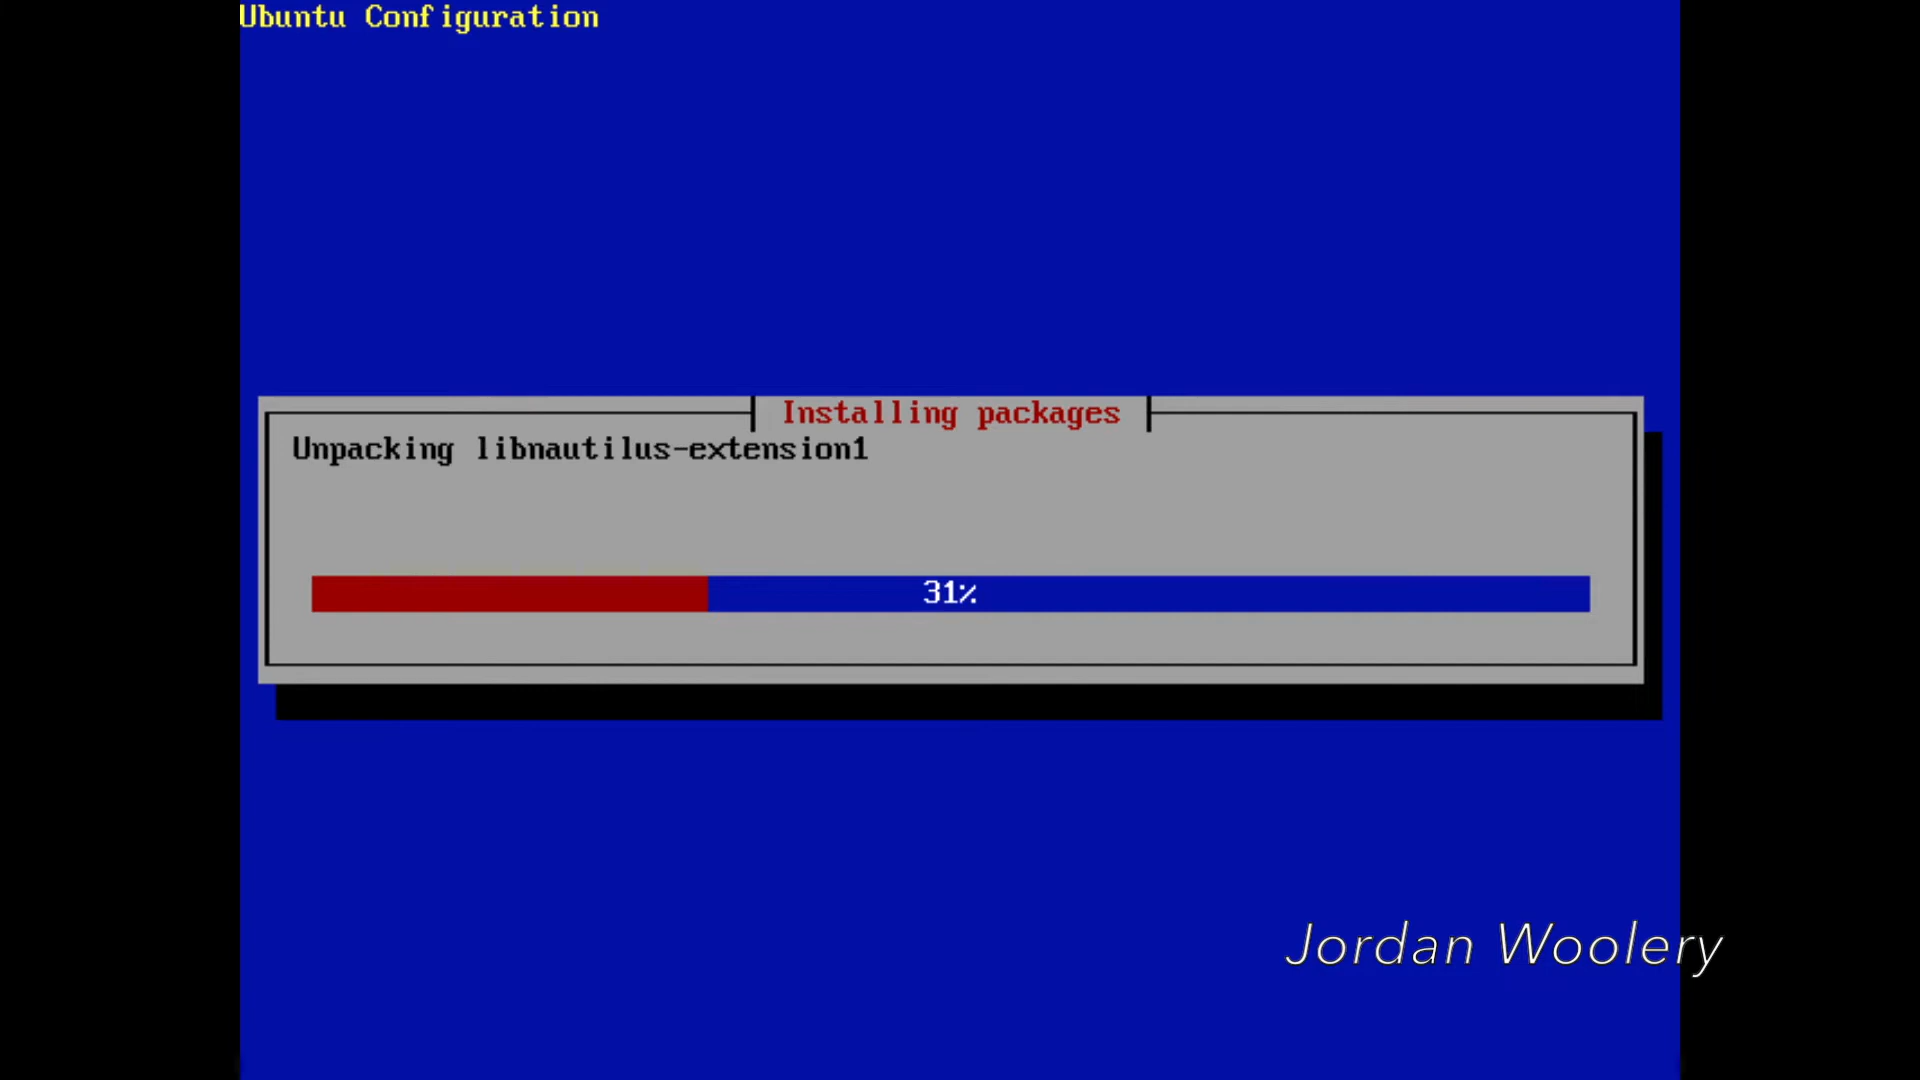 Ubuntu Configuration
Installing packages
Unpacking libnautilus-extension1
31%
Jordan Woolery